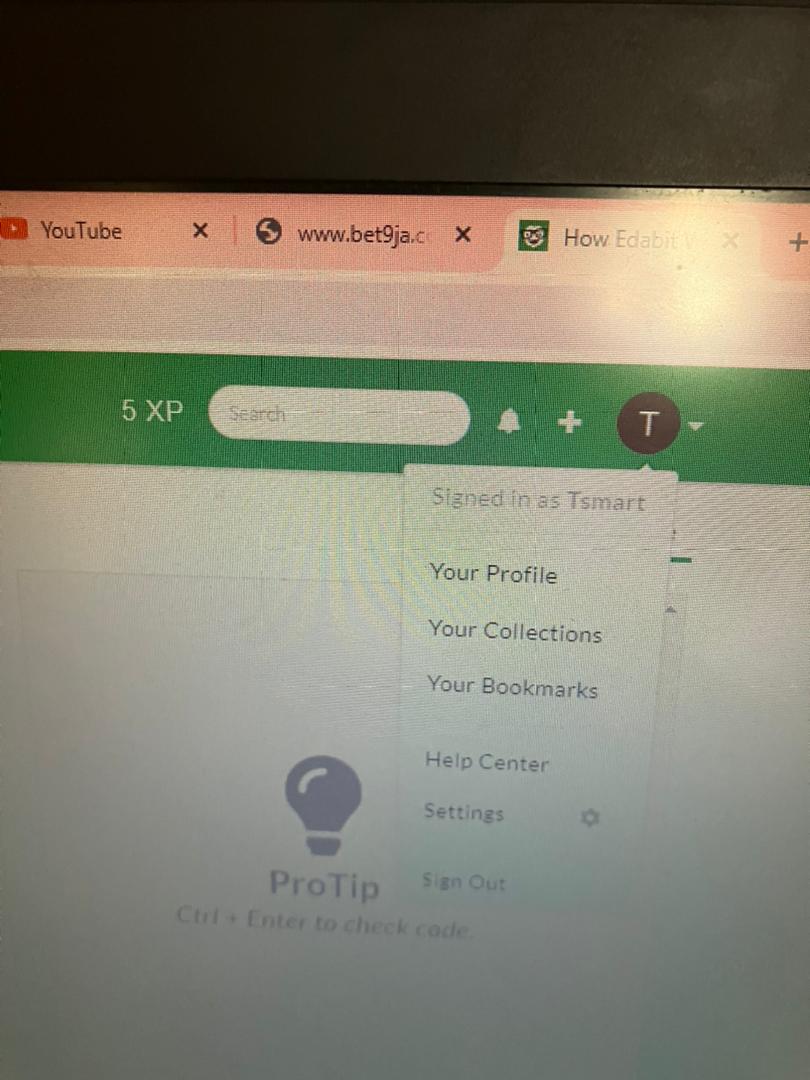 YouTube
www.bet9ja.c
How Edabit
5 XP
Search
T
Signed in as Tsmart
Your Profile
Your Collections
Your Bookmarks
Help Center
Settings
Sign Out
ProTip
Ctrl + Enter to check code.